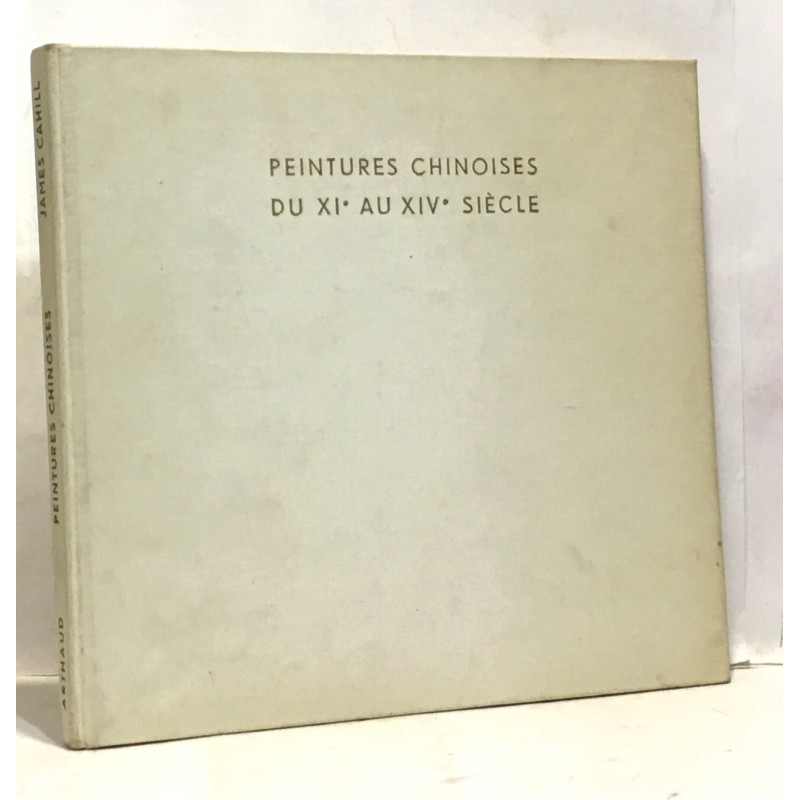 PEINTURES CHINOISES
DU XIe AU XIVe SIÈCLE
JAMES CAHILL
PEINTURES CHINOISES
ARTHAUD